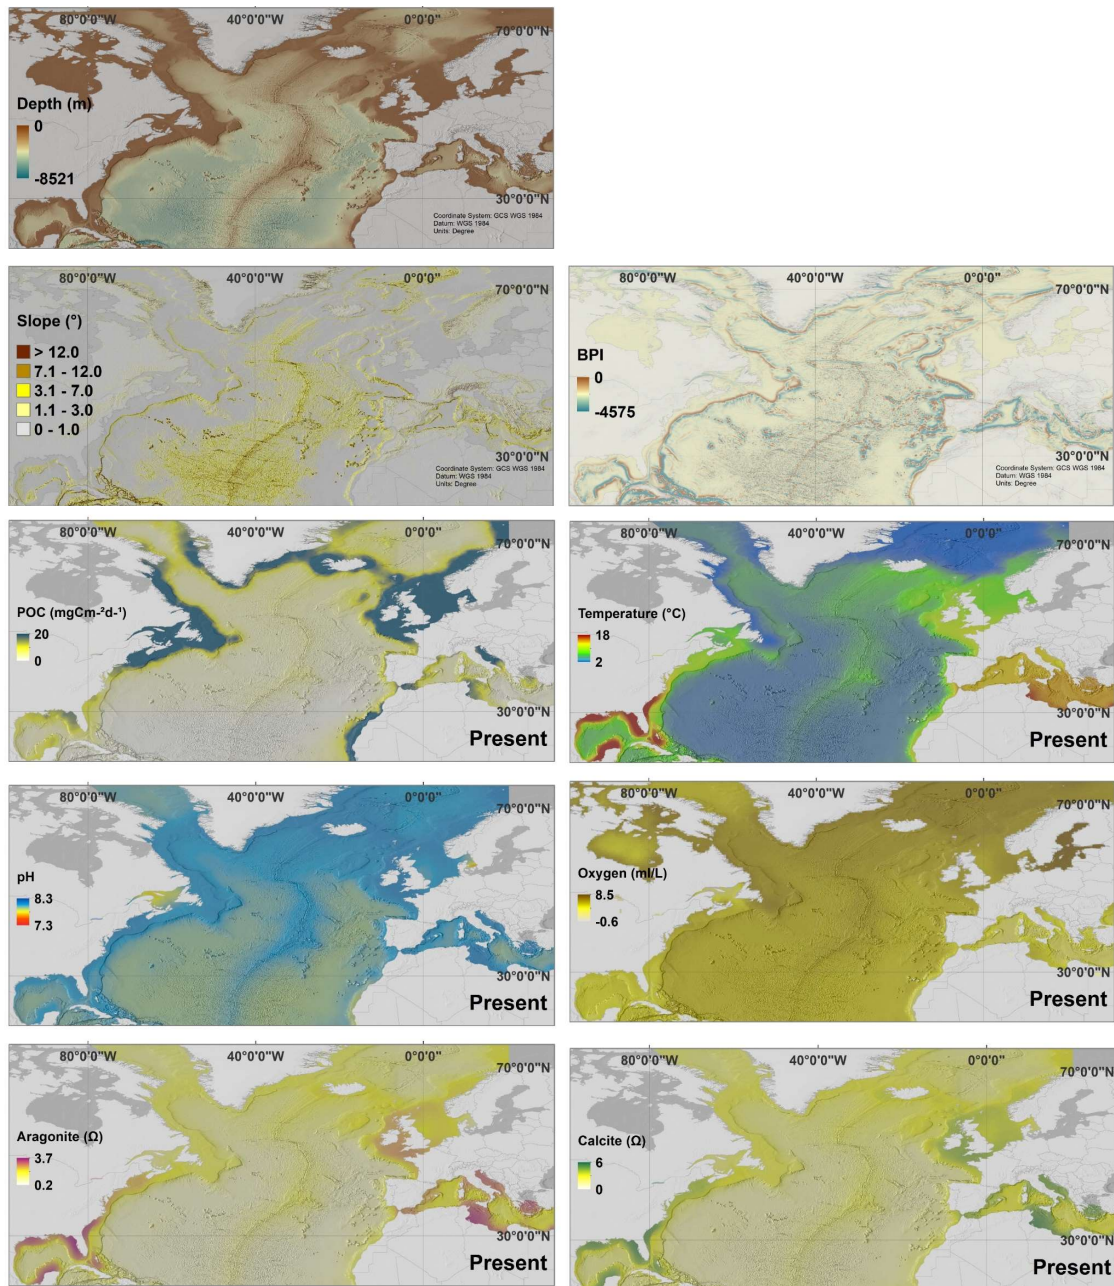 80°0'0"W
40°0'0"W
0°0'0"
70°0'0"N
Depth (m)
0
-8521
30°0'0"N
Coordinate System: GCS WGS 1984
Datum: WGS 1984
Units: Degree
80°0'0"W
40°0'0"W
0°0'0"
70°0'0"N
Slope (°)
> 12.0
7.1 - 12.0
3.1 - 7.0
1.1 - 3.0
0 - 1.0
30°0'0"N
Coordinate System: GCS WGS 1984
Datum: WGS 1984
Units: Degree
80°0'0"W
40°0'0"W
0°0'0"
70°0'0"N
BPI
0
-4575
30°0'0"N
Coordinate System: GCS WGS 1984
Datum: WGS 1984
Units: Degree
80°0'0"W
40°0'0"W
0°0'0"
70°0'0"N
POC (mgCm-²d-¹)
20
0
30°0'0"N
Present
80°0'0"W
40°0'0"W
0°0'0"
70°0'0"N
Temperature (°C)
18
2
30°0'0"N
Present
80°0'0"W
40°0'0"W
0°0'0"
70°0'0"N
pH
8.3
7.3
30°0'0"N
Present
80°0'0"W
40°0'0"W
0°0'0"
70°0'0"N
Oxygen (ml/L)
8.5
-0.6
30°0'0"N
Present
80°0'0"W
40°0'0"W
0°0'0"
70°0'0"N
Aragonite (Ω)
3.7
0.2
30°0'0"N
Present
80°0'0"W
40°0'0"W
0°0'0"
70°0'0"N
Calcite (Ω)
6
0
30°0'0"N
Present